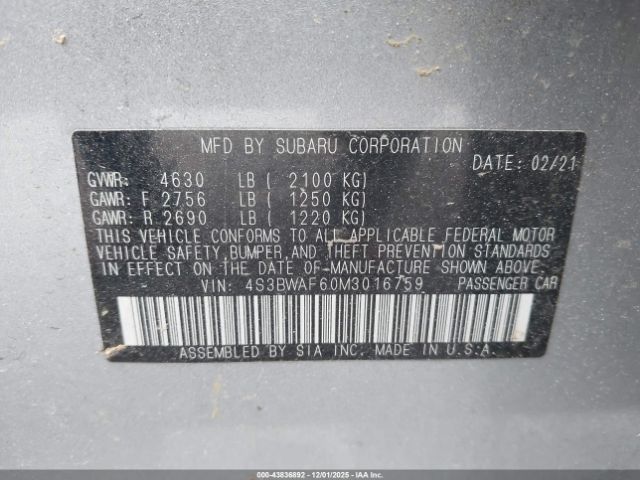 MFD BY SUBARU CORPORATION
DATE: 02/21
GVWR: 4630 LB ( 2100 KG)
GAWR: F 2756 LB ( 1250 KG)
GAWR: R 2690 LB ( 1220 KG)
THIS VEHICLE CONFORMS TO ALL APPLICABLE FEDERAL MOTOR
VEHICLE SAFETY, BUMPER, AND THEFT PREVENTION STANDARDS
IN EFFECT ON THE DATE OF MANUFACTURE SHOWN ABOVE.
VIN: 4S3BWAF60M3016759 PASSENGER CAR
ASSEMBLED BY SIA INC. MADE IN U.S.A.
000-43836892 • 12/01/2025 • IAAI.COM